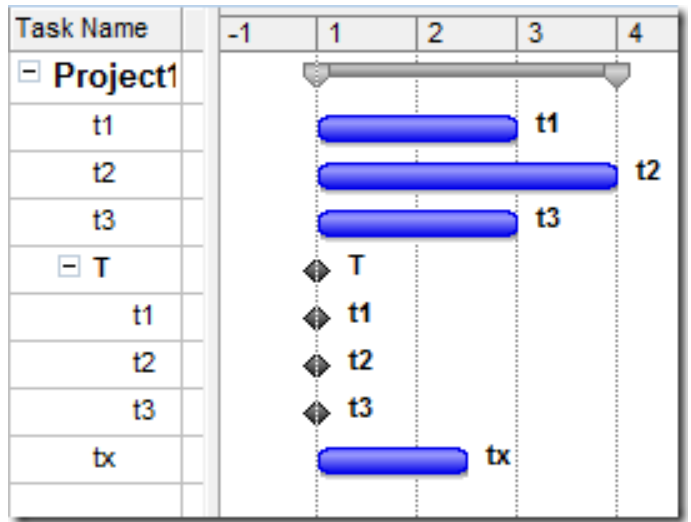 Task Name -1 1 2 3 4
Project1
t1 t1
t2 t2
t3 t3
T T
t1 t1
t2 t2
t3 t3
tx tx